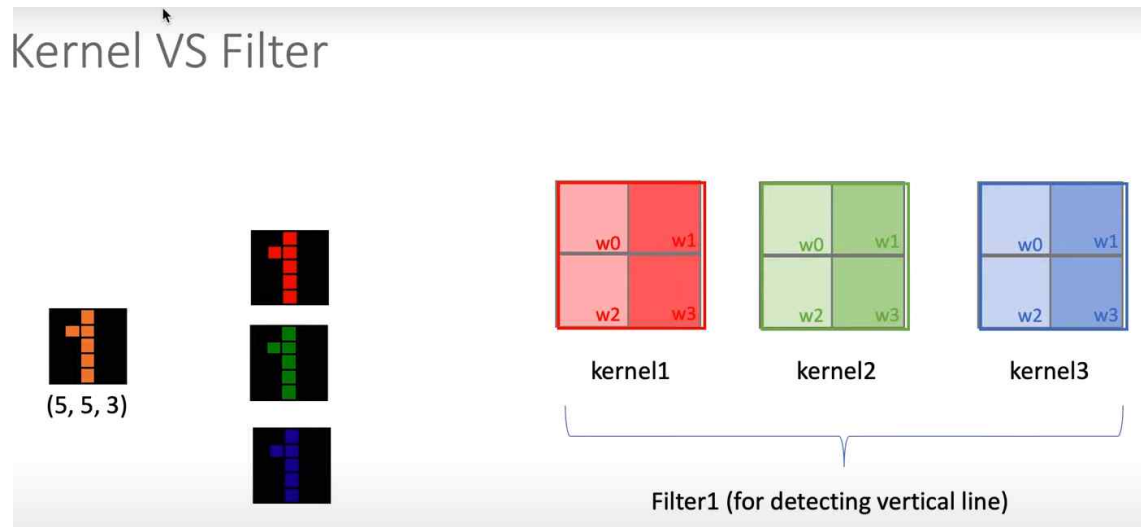 Kernel VS Filter
w0 w1 w0 w1 w0 w1
w2 w3 w2 w3 w2 w3
kernel1 kernel2 kernel3
(5, 5, 3)
Filter1 (for detecting vertical line)